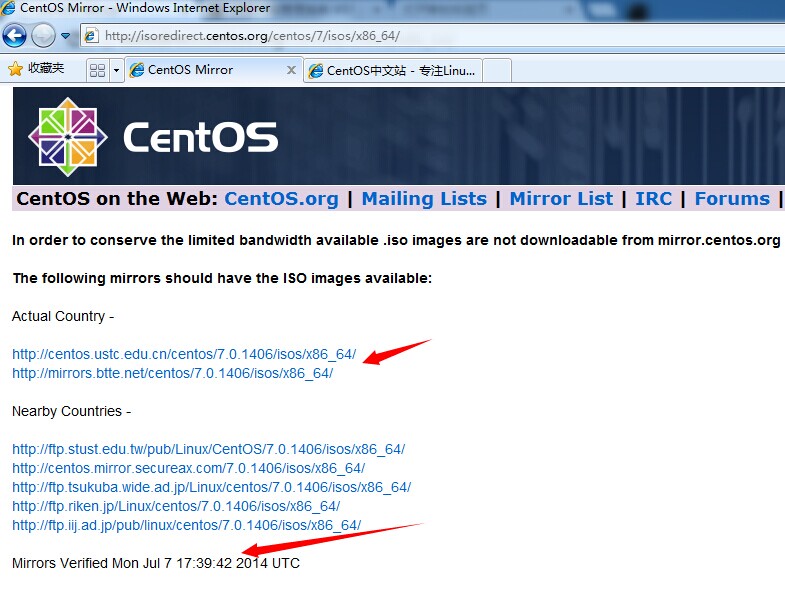 CentOS Mirror - Windows Internet Explorer
http://isoredirect.centos.org/centos/7/isos/x86_64/
收藏夹 CentOS Mirror X CentOS中文站 - 专注Linu...
CentOS
CentOS on the Web: CentOS.org | Mailing Lists | Mirror List | IRC | Forums |
In order to conserve the limited bandwidth available .iso images are not downloadable from mirror.centos.org
The following mirrors should have the ISO images available:
Actual Country -
http://centos.ustc.edu.cn/centos/7.0.1406/isos/x86_64/
http://mirrors.btte.net/centos/7.0.1406/isos/x86_64/
Nearby Countries -
http://ftp.stust.edu.tw/pub/Linux/CentOS/7.0.1406/isos/x86_64/
http://centos.mirror.secureax.com/7.0.1406/isos/x86_64/
http://ftp.tsukuba.wide.ad.jp/Linux/centos/7.0.1406/isos/x86_64/
http://ftp.riken.jp/Linux/centos/7.0.1406/isos/x86_64/
http://ftp.iij.ad.jp/pub/linux/centos/7.0.1406/isos/x86_64/
Mirrors Verified Mon Jul 7 17:39:42 2014 UTC